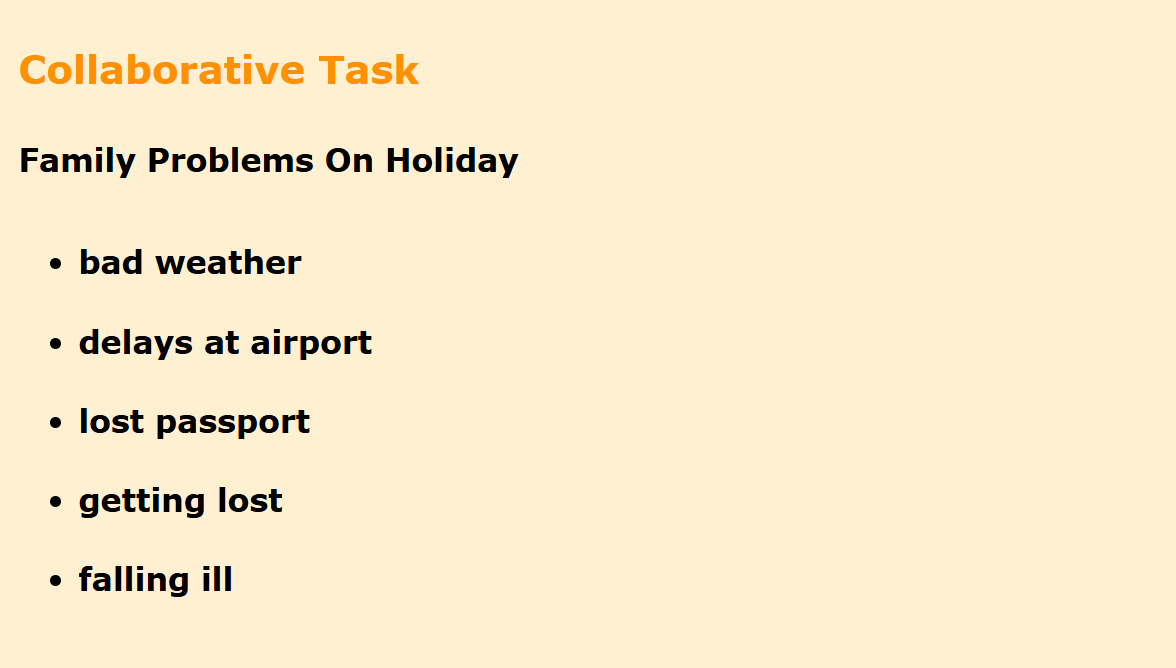 Collaborative Task
Family Problems On Holiday
• bad weather
• delays at airport
• lost passport
• getting lost
• falling ill